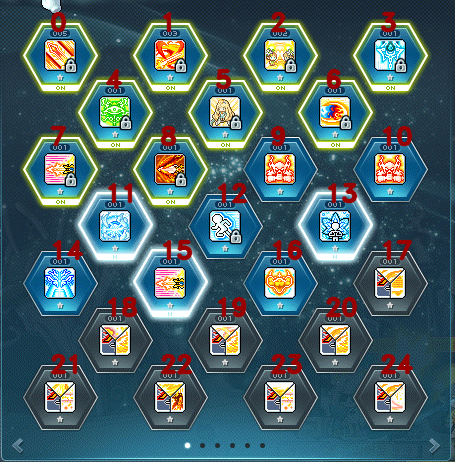 0 1 2 3
005 003 002 001
ON ON ON ON
4 5 6
001 001 001
ON ON ON
7 8 9 10
001 001 001 001
ON ON
11 12 13
001 001 001
14 15 16 17
001 001 001 001
18 19 20
001 001 001
21 22 23 24
001 001 001 001